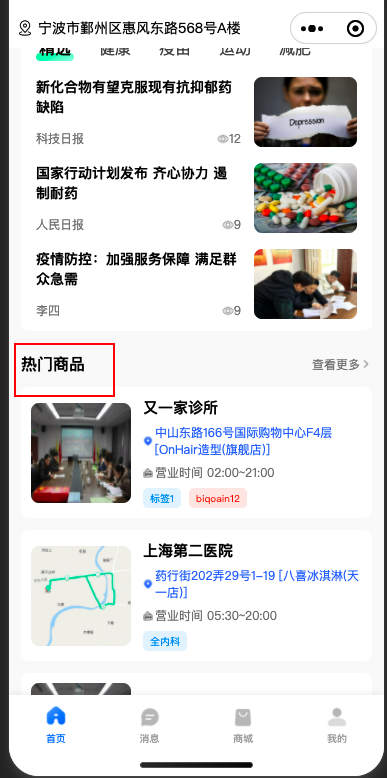 宁波市鄞州区惠风东路568号A楼
精选 健康 疫苗 运动 减肥
新化合物有望克服现有抗抑郁药
缺陷
科技日报 12
Depression
国家行动计划发布 齐心协力 遏
制耐药
人民日报 9
疫情防控：加强服务保障 满足群
众急需
李四 9
热门商品 查看更多
又一家诊所
中山东路166号国际购物中心F4层
[OnHair造型(旗舰店)]
营业时间 02:00~21:00
标签1 biqoain12
上海第二医院
药行街202弄29号1-19 [八喜冰淇淋(天
一店)]
营业时间 05:30~20:00
全内科
首页 消息 商城 我的